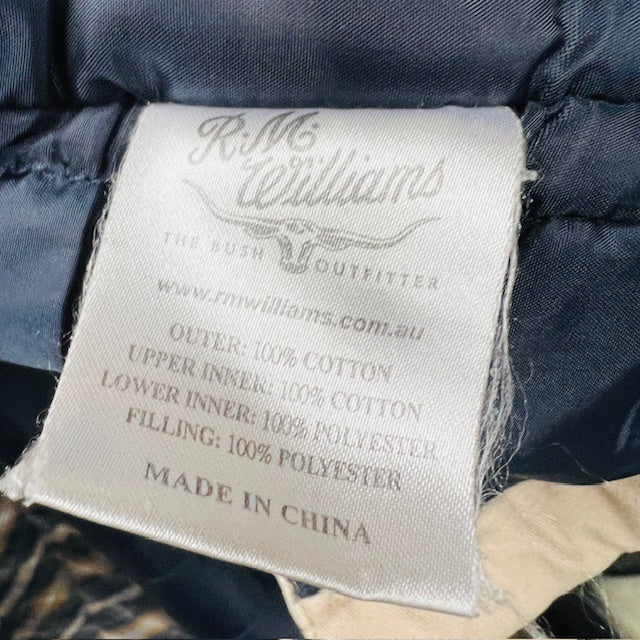 R.M.
Williams
THE BUSH OUTFITTER
www.rmwilliams.com.au
OUTER: 100% COTTON
UPPER INNER: 100% COTTON
LOWER INNER: 100% POLYESTER
FILLING: 100% POLYESTER
MADE IN CHINA